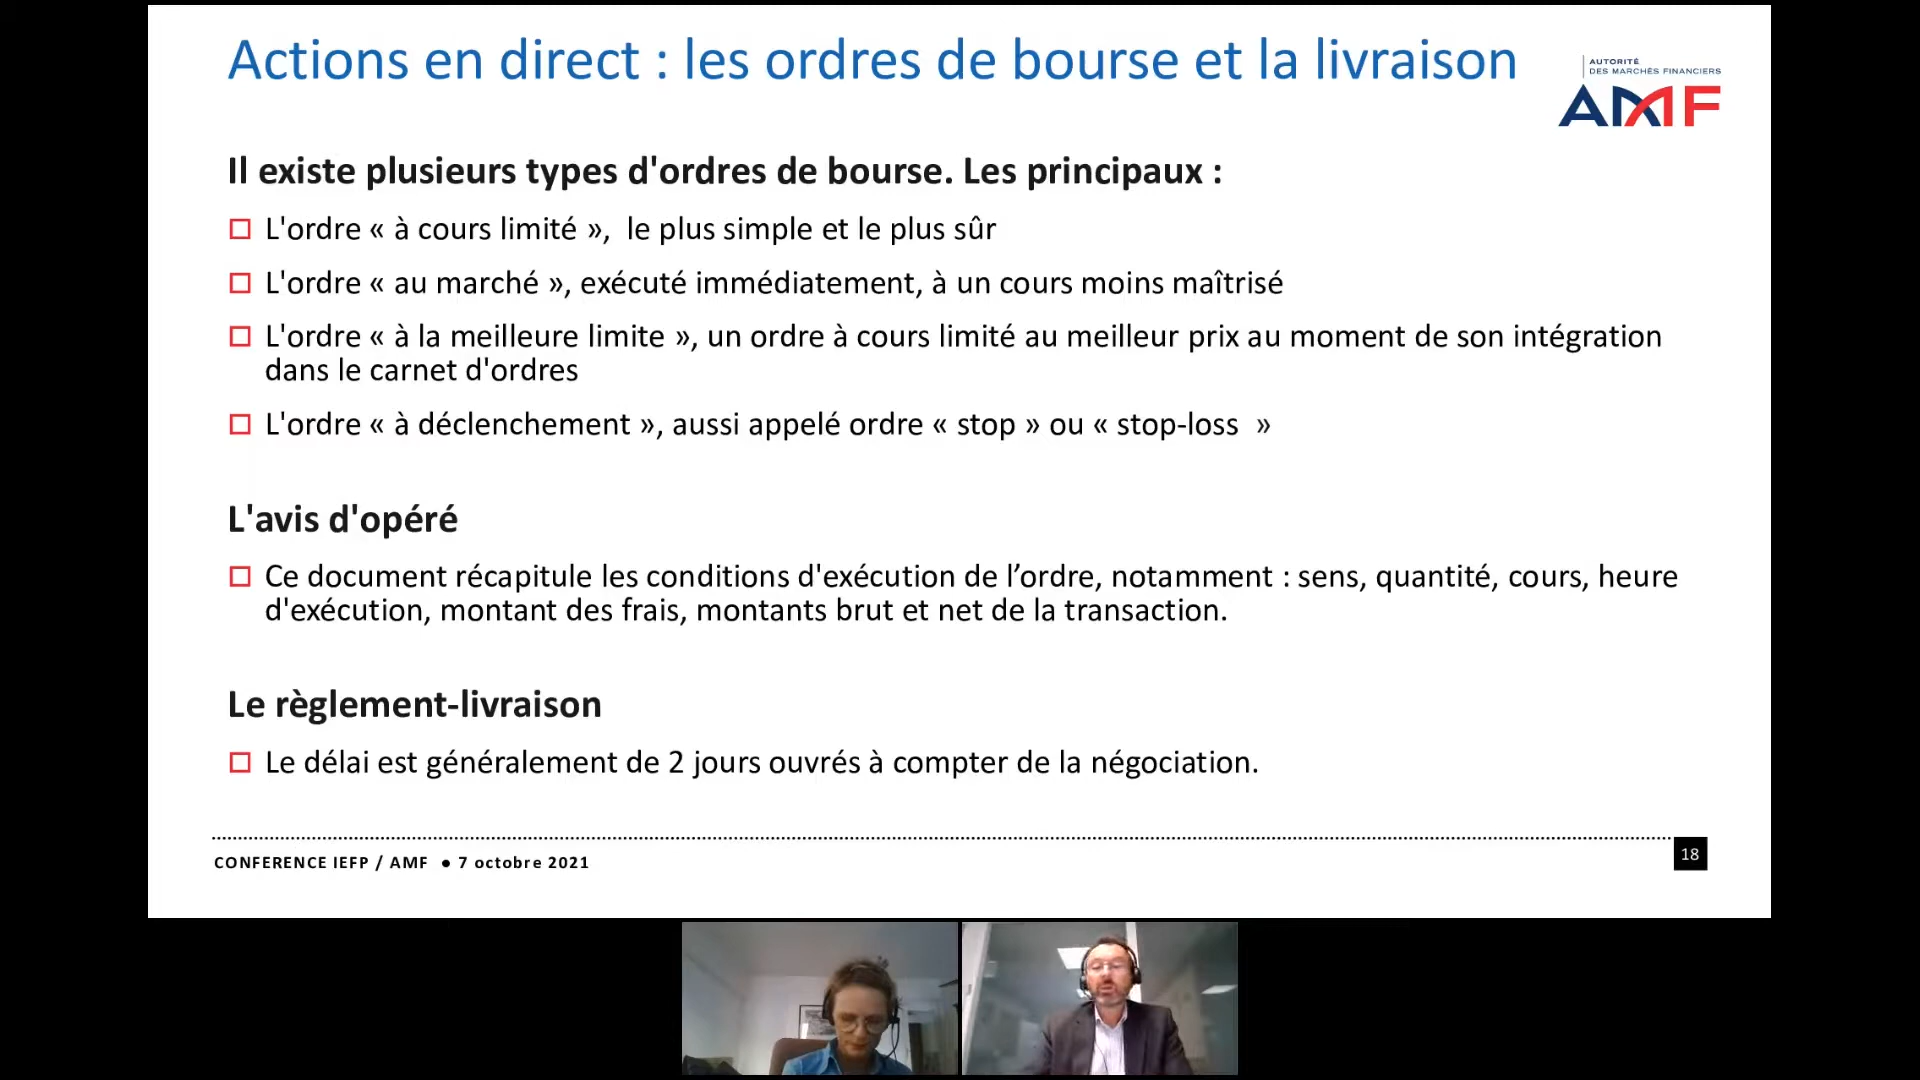 Actions en direct : les ordres de bourse et la livraison
AUTORITÉ
DES MARCHÉS FINANCIERS
AMF
Il existe plusieurs types d'ordres de bourse. Les principaux :
L'ordre « à cours limité »,  le plus simple et le plus sûr
L'ordre « au marché », exécuté immédiatement, à un cours moins maîtrisé
L'ordre « à la meilleure limite », un ordre à cours limité au meilleur prix au moment de son intégration
dans le carnet d'ordres
L'ordre « à déclenchement », aussi appelé ordre « stop » ou « stop-loss  »
L'avis d'opéré
Ce document récapitule les conditions d'exécution de l’ordre, notamment : sens, quantité, cours, heure
d'exécution, montant des frais, montants brut et net de la transaction.
Le règlement-livraison
Le délai est généralement de 2 jours ouvrés à compter de la négociation.
CONFERENCE IEFP / AMF ● 7 octobre 2021
18